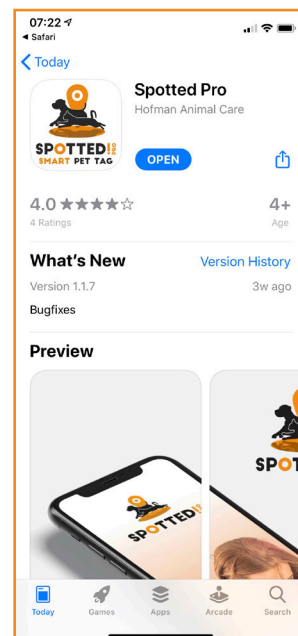 07:22
Safari
Today
Spotted Pro
Hofman Animal Care
SPOTTED!? PRO
SMART PET TAG
OPEN
4.0
4+
4 Ratings
Age
What's New
Version History
Version 1.1.7
3w ago
Bugfixes
Preview
SPOTTED!?
SPOT
Today
Games
Apps
Arcade
Search